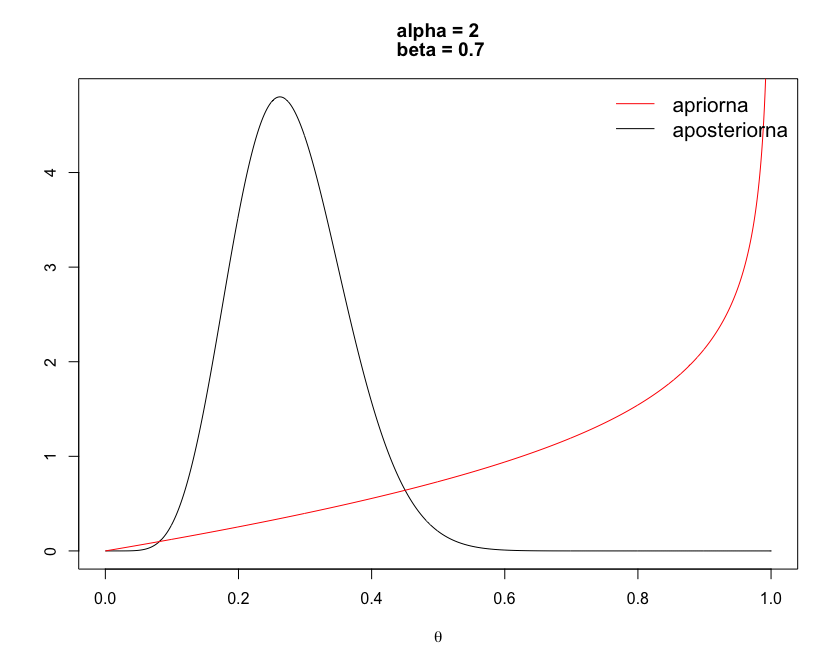 alpha = 2
beta = 0.7
apriorna
aposteriorna
4
3
2
1
0
0.0 0.2 0.4 0.6 0.8 1.0
θ